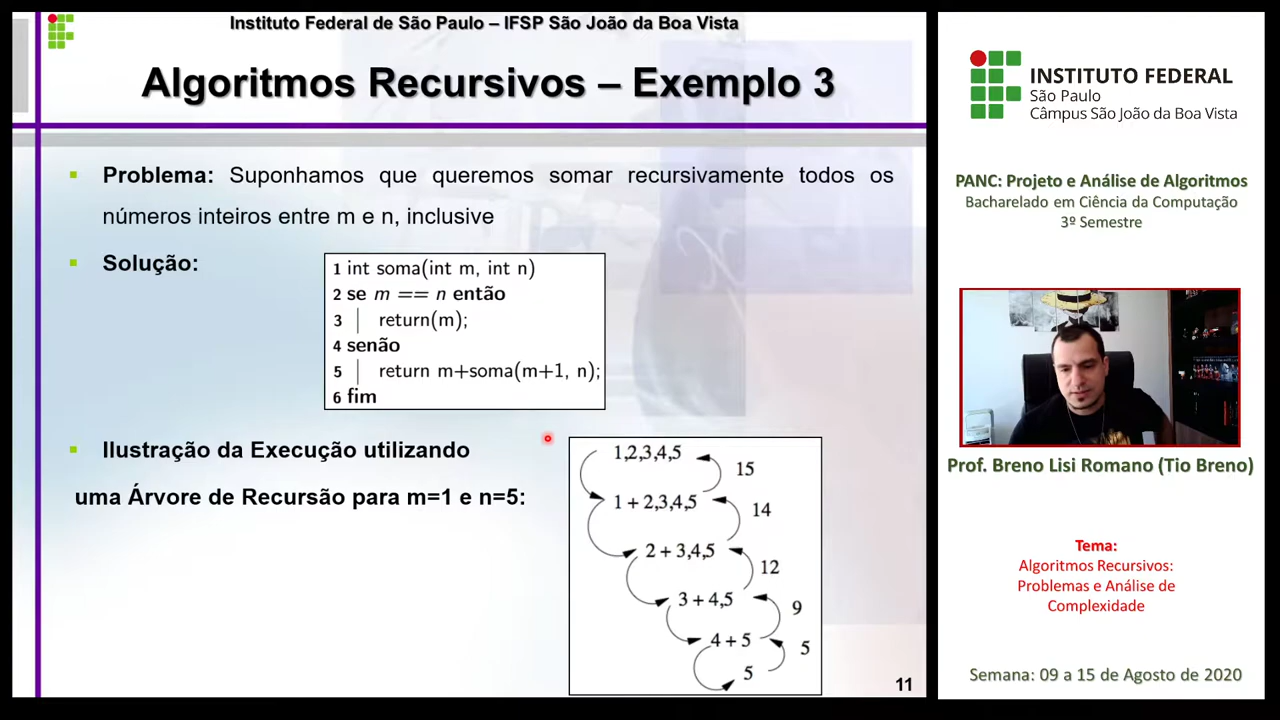 Instituto Federal de São Paulo – IFSP São João da Boa Vista
Algoritmos Recursivos – Exemplo 3
Problema: Suponhamos que queremos somar recursivamente todos os
números inteiros entre m e n, inclusive
Solução:
1 int soma(int m, int n)
2 se m == n então
3 return(m);
4 senão
5 return m+soma(m+1, n);
6 fim
Ilustração da Execução utilizando
uma Árvore de Recursão para m=1 e n=5:
1,2,3,4,5
15
1 + 2,3,4,5
14
2 + 3,4,5
12
3 + 4,5
9
4 + 5
5
5
11
INSTITUTO FEDERAL
São Paulo
Câmpus São João da Boa Vista
PANC: Projeto e Análise de Algoritmos
Bacharelado em Ciência da Computação
3º Semestre
Prof. Breno Lisi Romano (Tio Breno)
Tema:
Algoritmos Recursivos:
Problemas e Análise de
Complexidade
Semana: 09 a 15 de Agosto de 2020